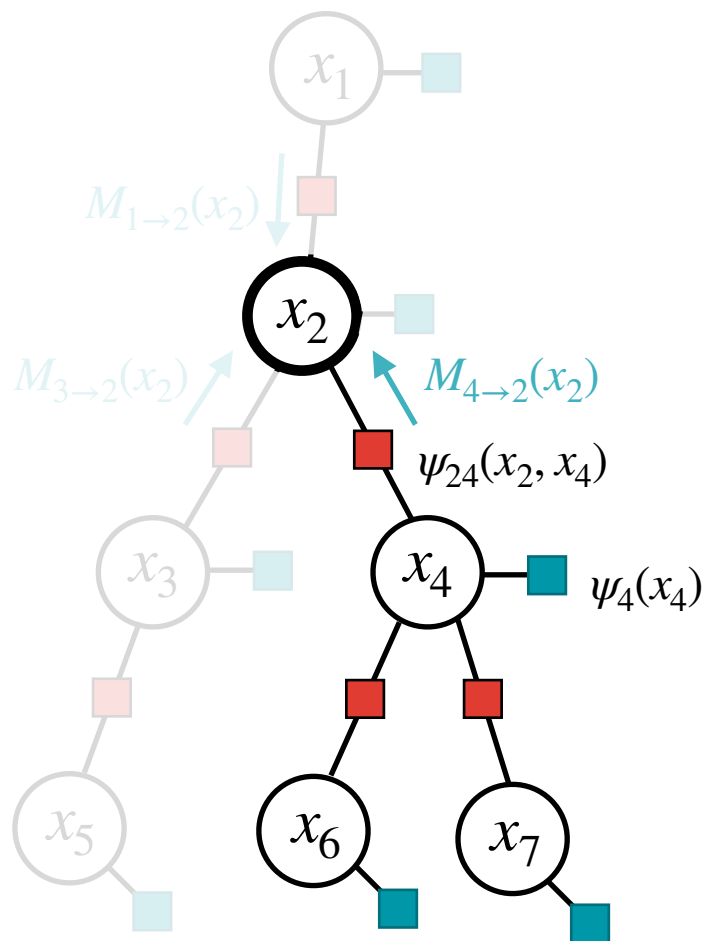 x₁
M₁→₂(x₂)
x₂
M₃→₂(x₂)
M₄→₂(x₂)
ψ₂₄(x₂, x₄)
x₃
x₄
ψ₄(x₄)
x₅
x₆
x₇